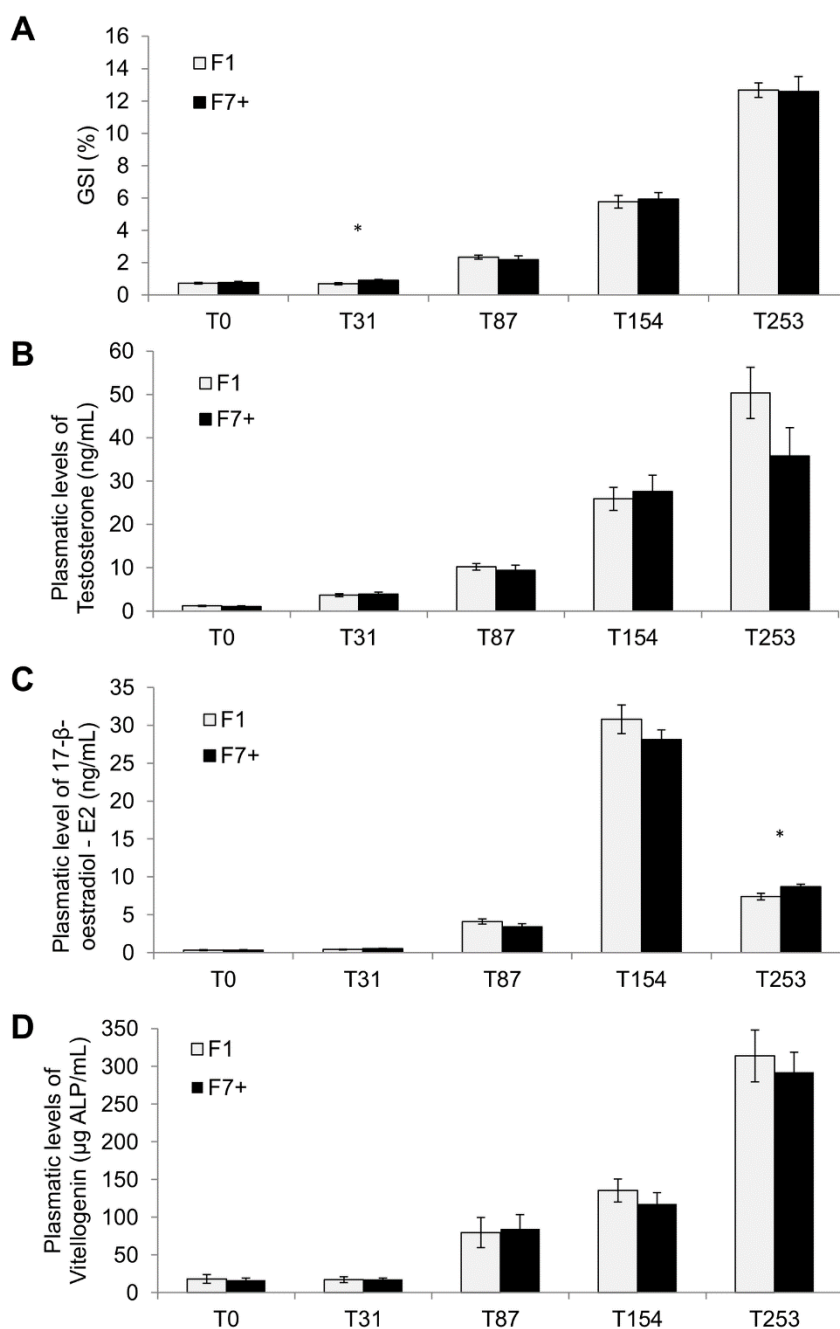 A
16
14
12
10
8
6
4
2
0
GSI (%)
F1
F7+
*
T0 T31 T87 T154 T253
B
60
50
40
30
20
10
0
Plasmatic levels of
Testosterone (ng/mL)
F1
F7+
T0 T31 T87 T154 T253
C
35
30
25
20
15
10
5
0
Plasmatic level of 17-β-
oestradiol - E2 (ng/mL)
F1
F7+
*
T0 T31 T87 T154 T253
D
350
300
250
200
150
100
50
0
Plasmatic levels of
Vitellogenin (µg ALP/mL)
F1
F7+
T0 T31 T87 T154 T253